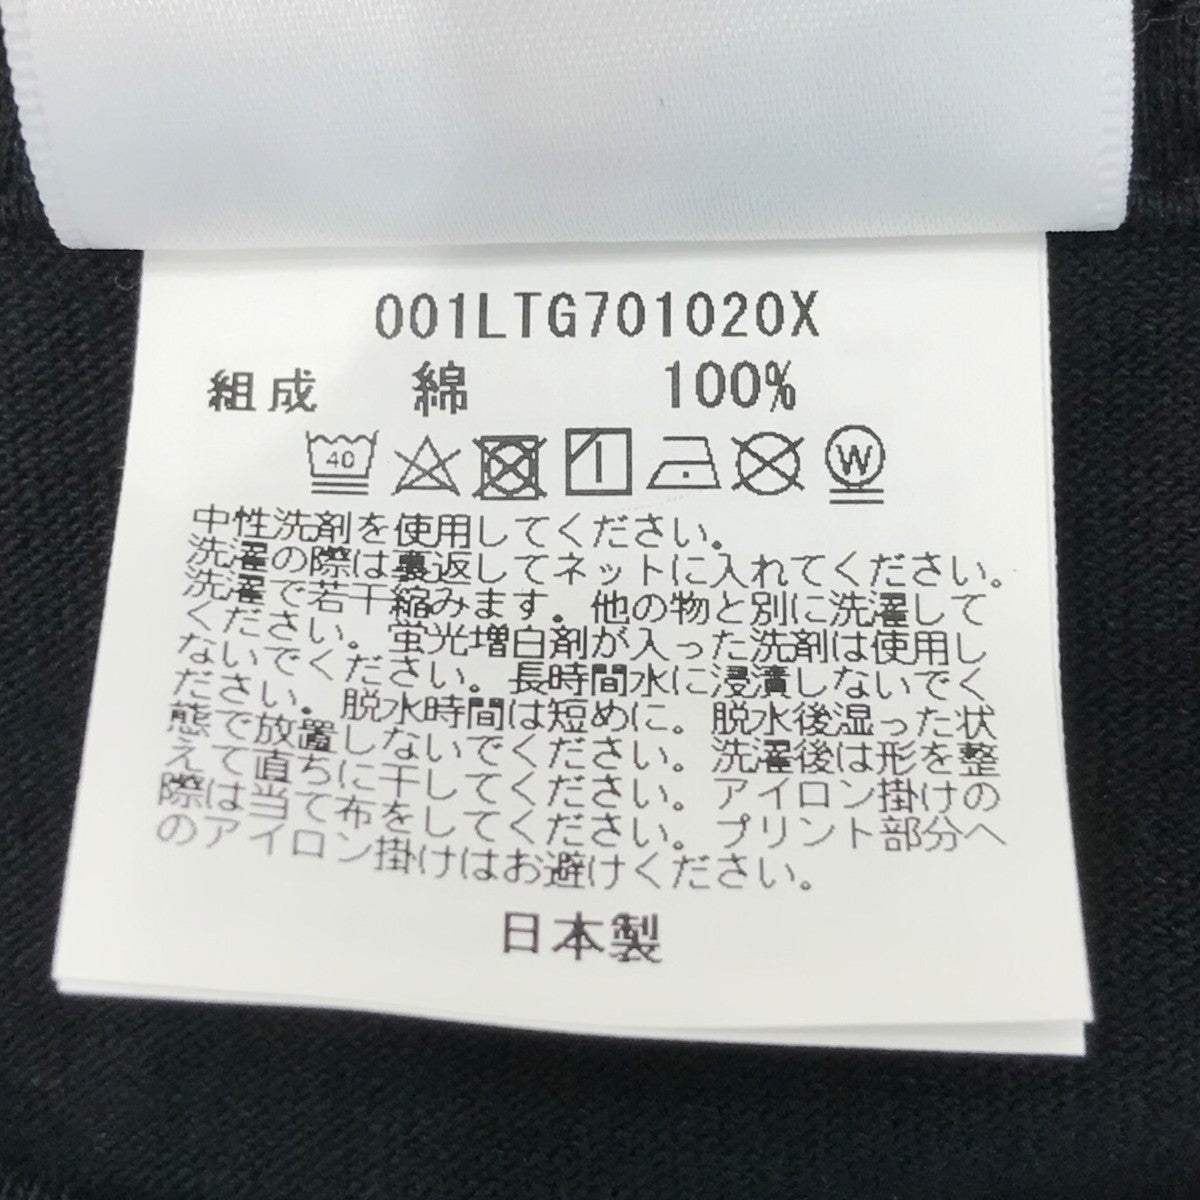 001LTG701020X
組成 綿 100%
40 W
中性洗剤を使用してください。
洗濯の際は裏返してネットに入れてください。
洗濯で若干縮みます。他の物と別に洗濯して
ください。蛍光増白剤が入った洗剤は使用し
ないでください。長時間水に浸漬しないでく
ださい。脱水時間は短めに。脱水後湿った状
態で放置しないでください。洗濯後は形を整
えて直ちに干してください。アイロン掛けの
際は当て布をしてください。プリント部分へ
のアイロン掛けはお避けください。
日本製